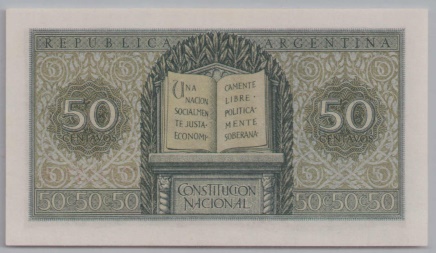 REPUBLICA ARGENTINA
50
CENTAVOS
UNA
NACION
SOCIALMEN
TE JUSTA·
ECONOMI·
CAMENTE
LIBRE·
POLITICA·
MENTE
SOBERANA
50
CENTAVOS
CONSTITUCION
NACIONAL
50·50·50
50·50·50